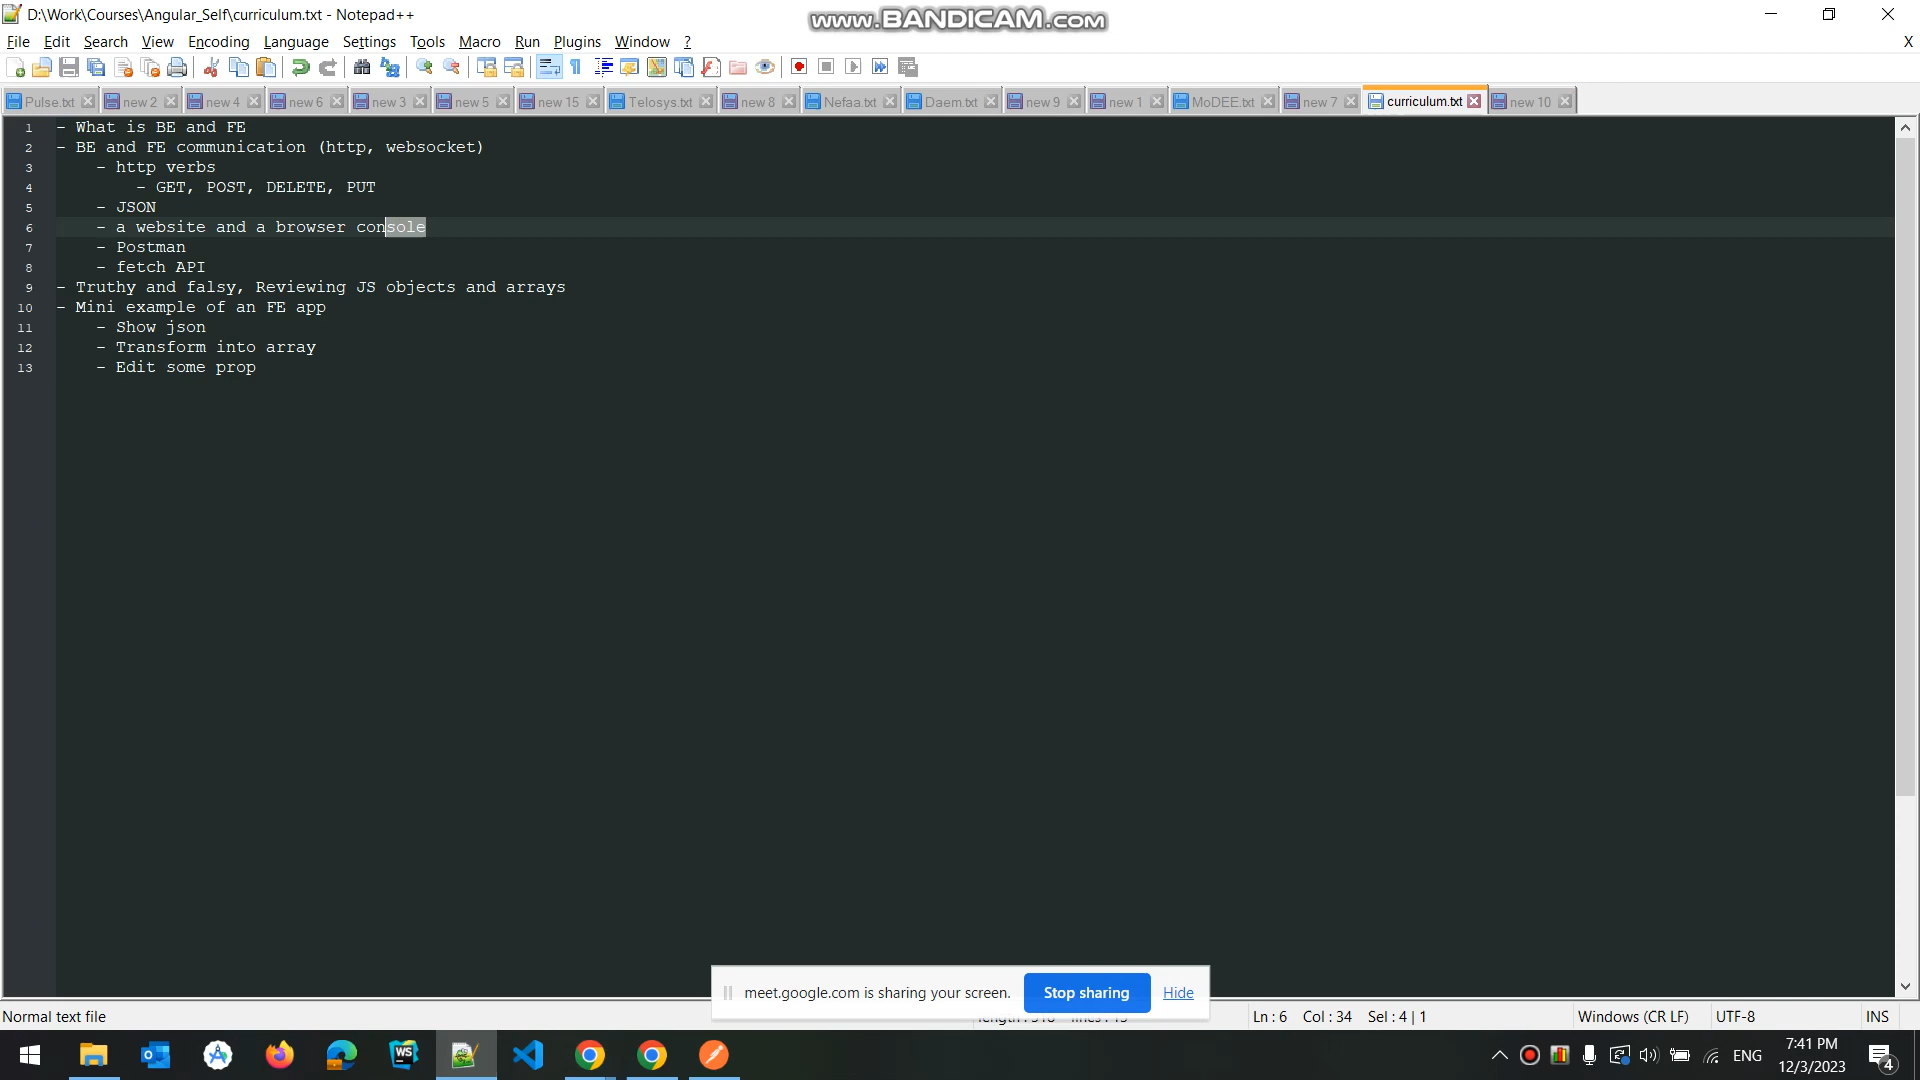 D:\Work\Courses\Angular_Self\curriculum.txt - Notepad++
www.BANDICAM.com
File Edit Search View Encoding Language Settings Tools Macro Run Plugins Window ? X
Pulse.txt new 2 new 4 new 6 new 3 new 5 new 15 Telosys.txt new 8 Nefaa.txt Daem.txt new 9 new 1 MoDEE.txt new 7 curriculum.txt new 10
1 - What is BE and FE
2 - BE and FE communication (http, websocket)
3 - http verbs
4 - GET, POST, DELETE, PUT
5 - JSON
6 - a website and a browser console
7 - Postman
8 - fetch API
9 - Truthy and falsy, Reviewing JS objects and arrays
10 - Mini example of an FE app
11 - Show json
12 - Transform into array
13 - Edit some prop
meet.google.com is sharing your screen. Stop sharing Hide
Normal text file Ln : 6 Col : 34 Sel : 4 | 1 Windows (CR LF) UTF-8 INS
WS ENG 7:41 PM
12/3/2023 4